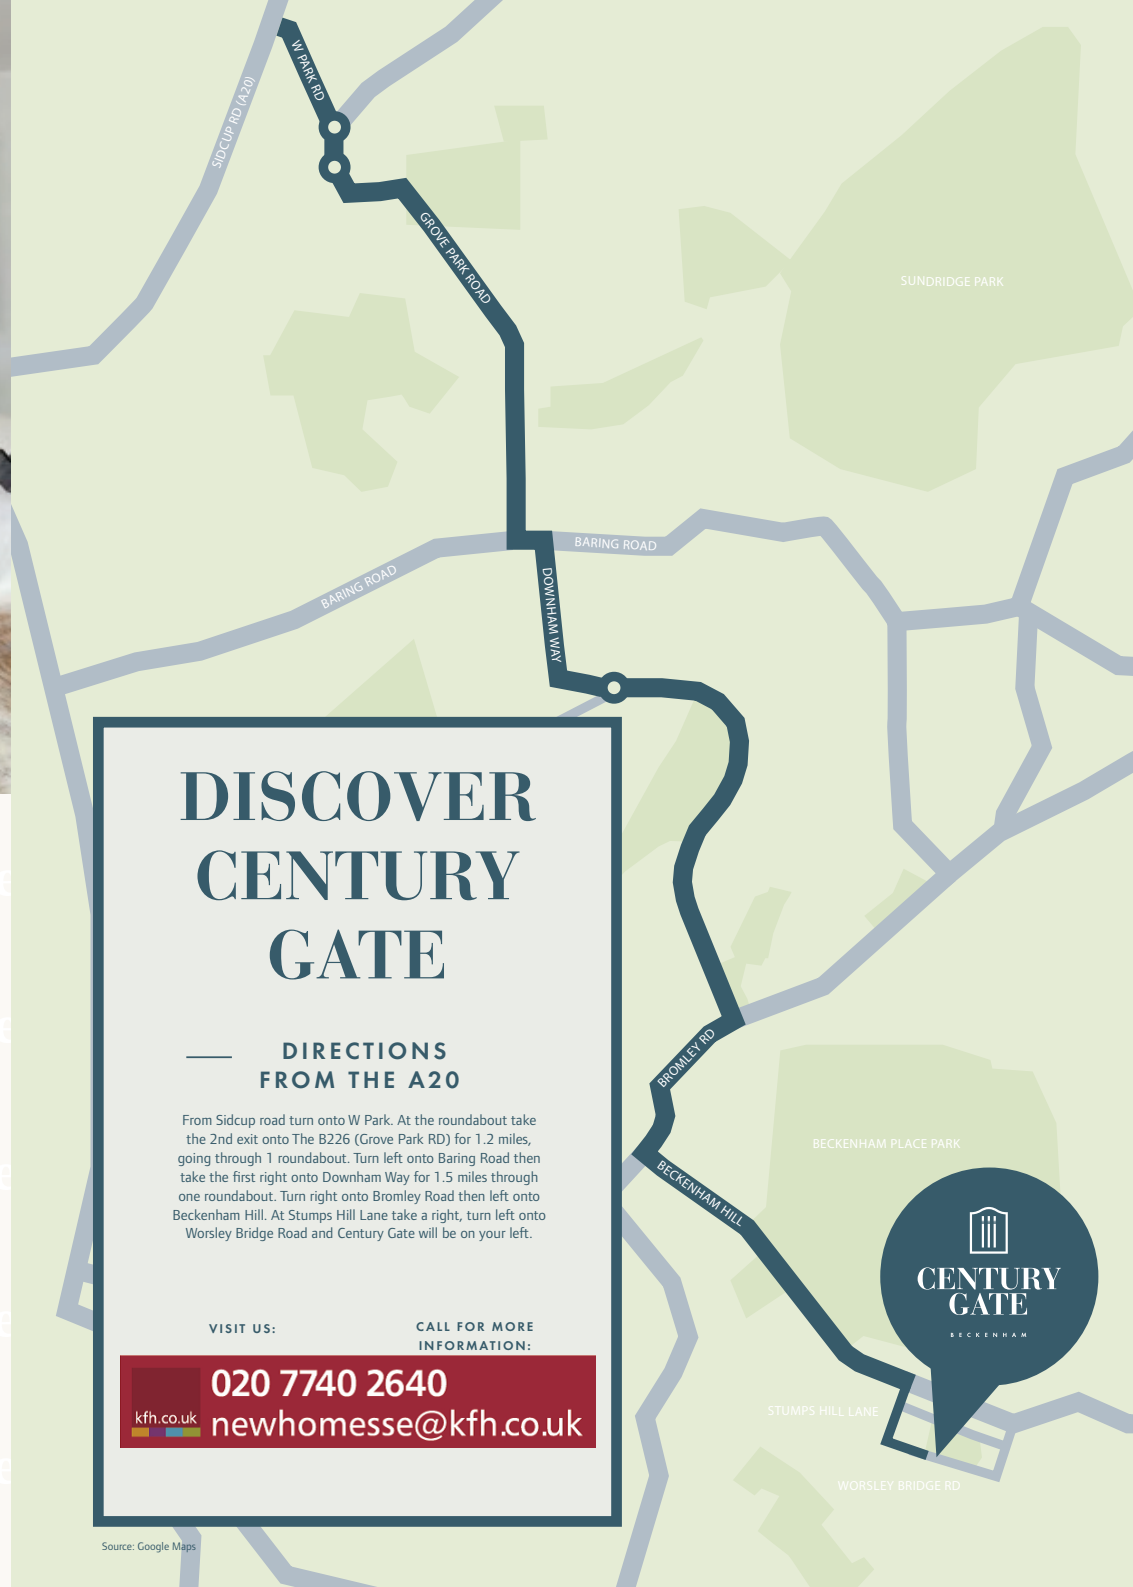 W PARK RD
SIDCUP RD (A20)
GROVE PARK ROAD
SUNDRIDGE PARK
BARING ROAD
BARING ROAD
DOWNHAM WAY
DISCOVER
CENTURY
GATE
DIRECTIONS
FROM THE A20
From Sidcup road turn onto W Park. At the roundabout take
the 2nd exit onto The B226 (Grove Park RD) for 1.2 miles,
going through 1 roundabout. Turn left onto Baring Road then
take the first right onto Downham Way for 1.5 miles through
one roundabout. Turn right onto Bromley Road then left onto
Beckenham Hill. At Stumps Hill Lane take a right, turn left onto
Worsley Bridge Road and Century Gate will be on your left.
VISIT US:
CALL FOR MORE
INFORMATION:
kfh.co.uk
020 7740 2640
newhomesse@kfh.co.uk
BROMLEY RD
BECKENHAM PLACE PARK
BECKENHAM HILL
CENTURY
GATE
BECKENHAM
STUMPS HILL LANE
WORSLEY BRIDGE RD
Source: Google Maps